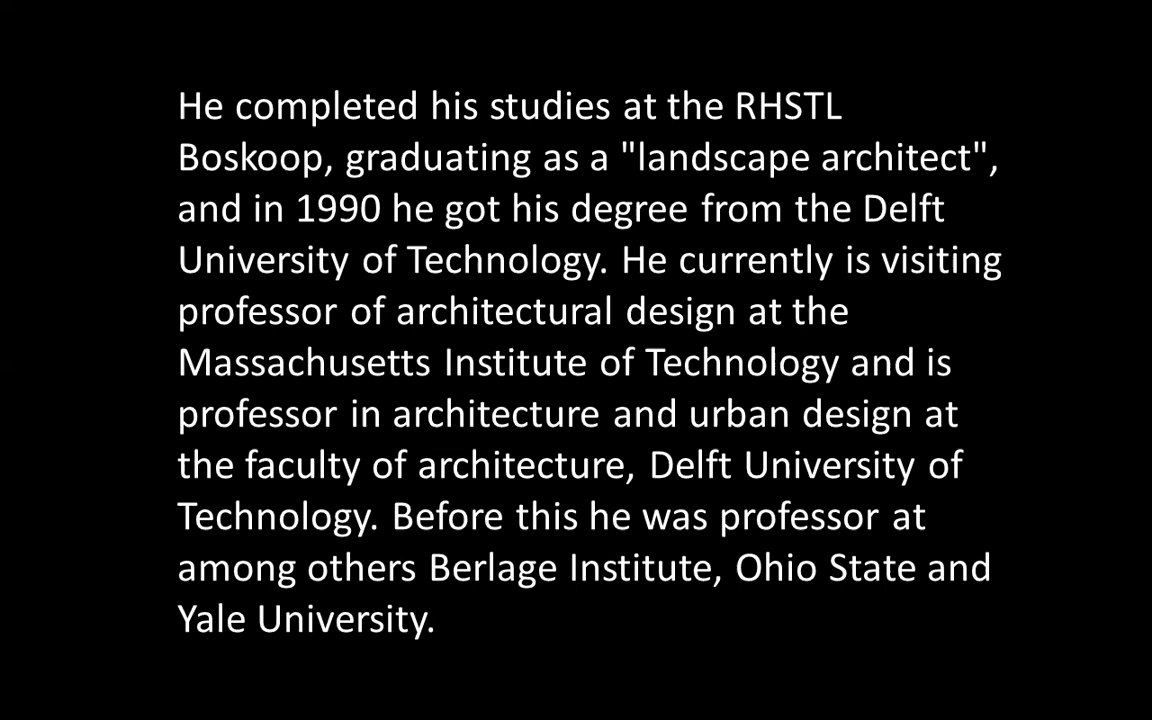 He completed his studies at the RHSTL
Boskoop, graduating as a "landscape architect",
and in 1990 he got his degree from the Delft
University of Technology. He currently is visiting
professor of architectural design at the
Massachusetts Institute of Technology and is
professor in architecture and urban design at
the faculty of architecture, Delft University of
Technology. Before this he was professor at
among others Berlage Institute, Ohio State and
Yale University.